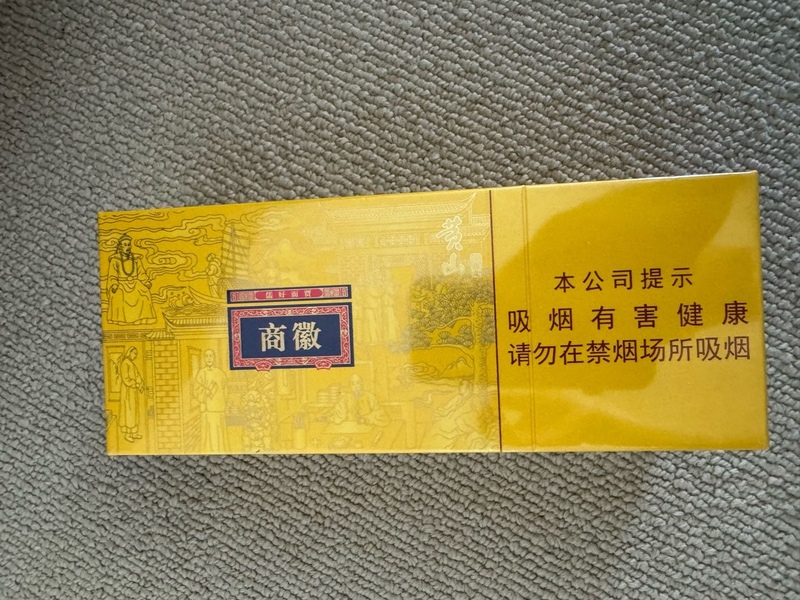 黄山
徽商
本公司提示
吸烟有害健康
请勿在禁烟场所吸烟